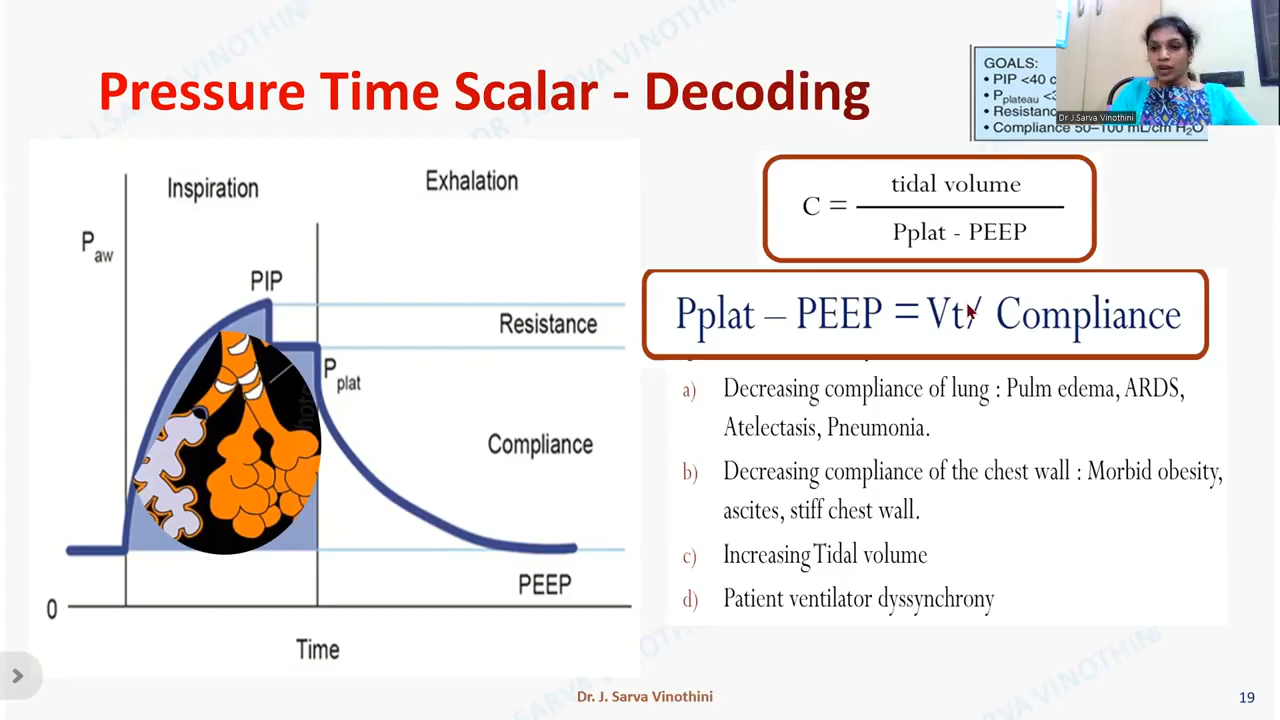 Pressure Time Scalar - Decoding
GOALS:
• PIP <40 c
• Pplateau <3
• Resistance
• Compliance 50–100 mL/cm H2O
Dr J.Sarva Vinothini
Inspiration
Exhalation
Paw
PIP
Resistance
Pplat
Compliance
PEEP
0
Time
C = tidal volume
Pplat - PEEP
Pplat – PEEP = Vt/ Compliance
a) Decreasing compliance of lung : Pulm edema, ARDS,
Atelectasis, Pneumonia.
b) Decreasing compliance of the chest wall : Morbid obesity,
ascites, stiff chest wall.
c) Increasing Tidal volume
d) Patient ventilator dyssynchrony
Dr. J. Sarva Vinothini
19